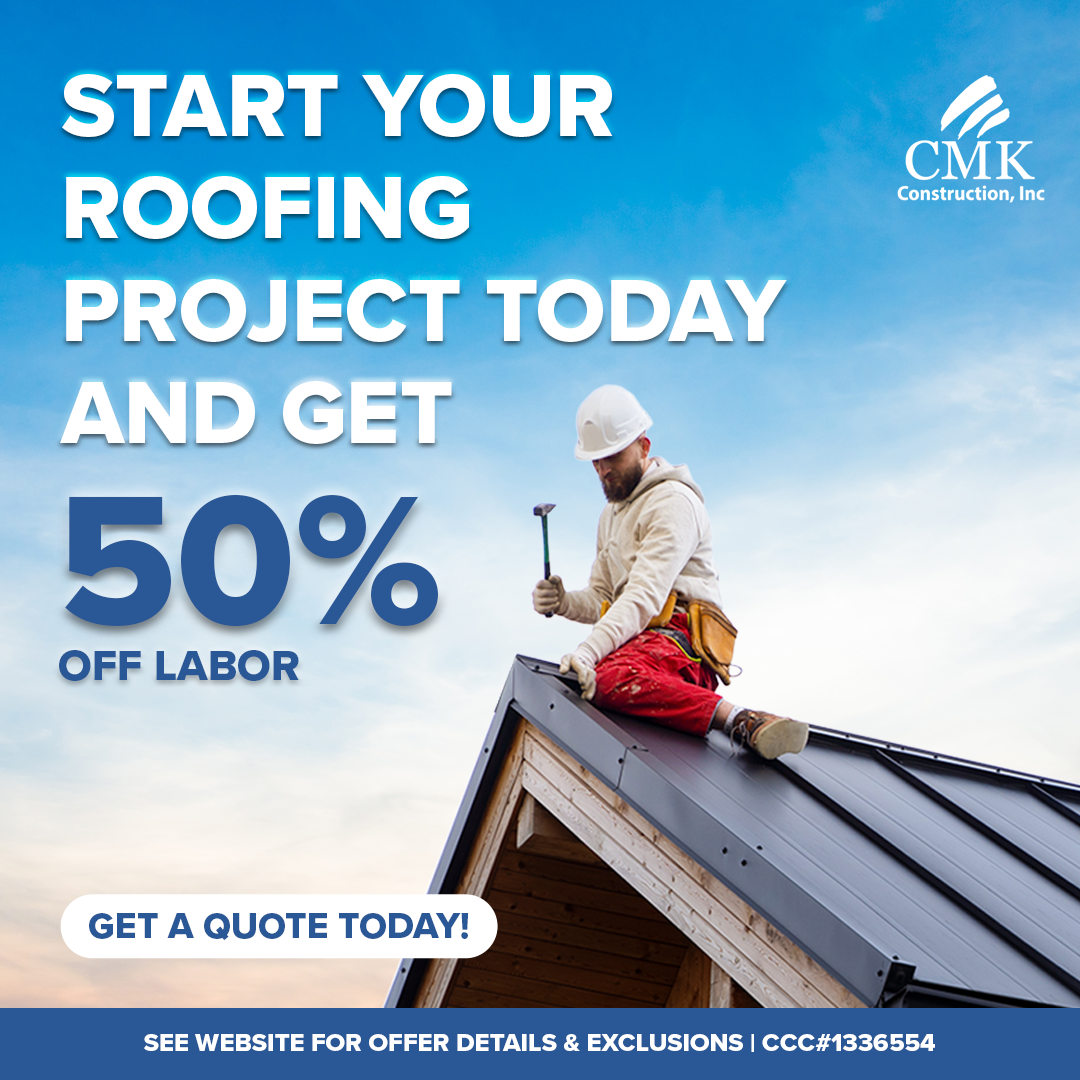 START YOUR
ROOFING
PROJECT TODAY
AND GET
50%
OFF LABOR
CMK
Construction, Inc
GET A QUOTE TODAY!
SEE WEBSITE FOR OFFER DETAILS & EXCLUSIONS | CCC#1336554